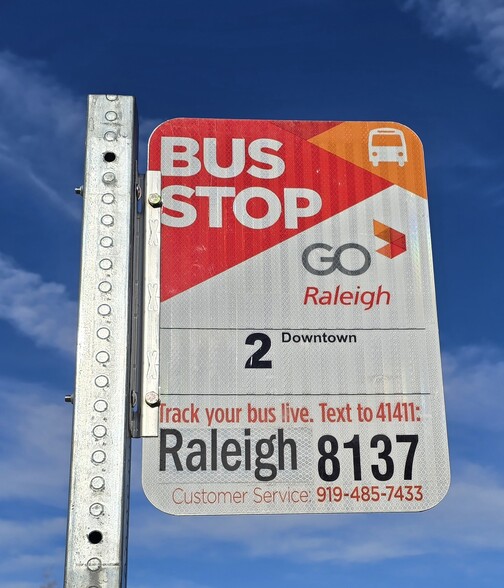 BUS
STOP
GO
Raleigh
2 Downtown
Track your bus live. Text to 41411:
Raleigh 8137
Customer Service: 919-485-7433